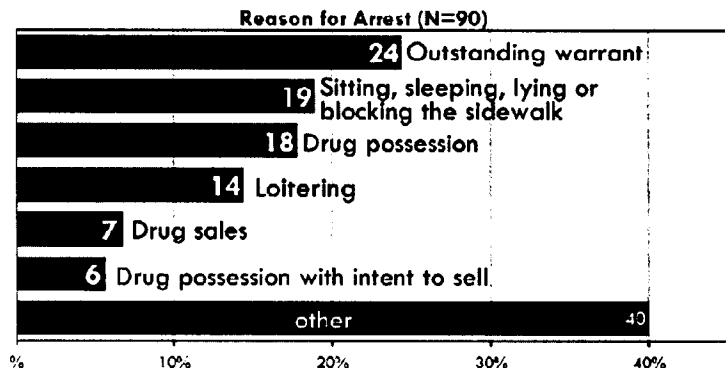 Reason for Arrest (N=90)
24 Outstanding warrant
19 Sitting, sleeping, lying or
blocking the sidewalk
18 Drug possession
14 Loitering
7 Drug sales
6 Drug possession with intent to sell
other 40
% 10% 20% 30% 40%